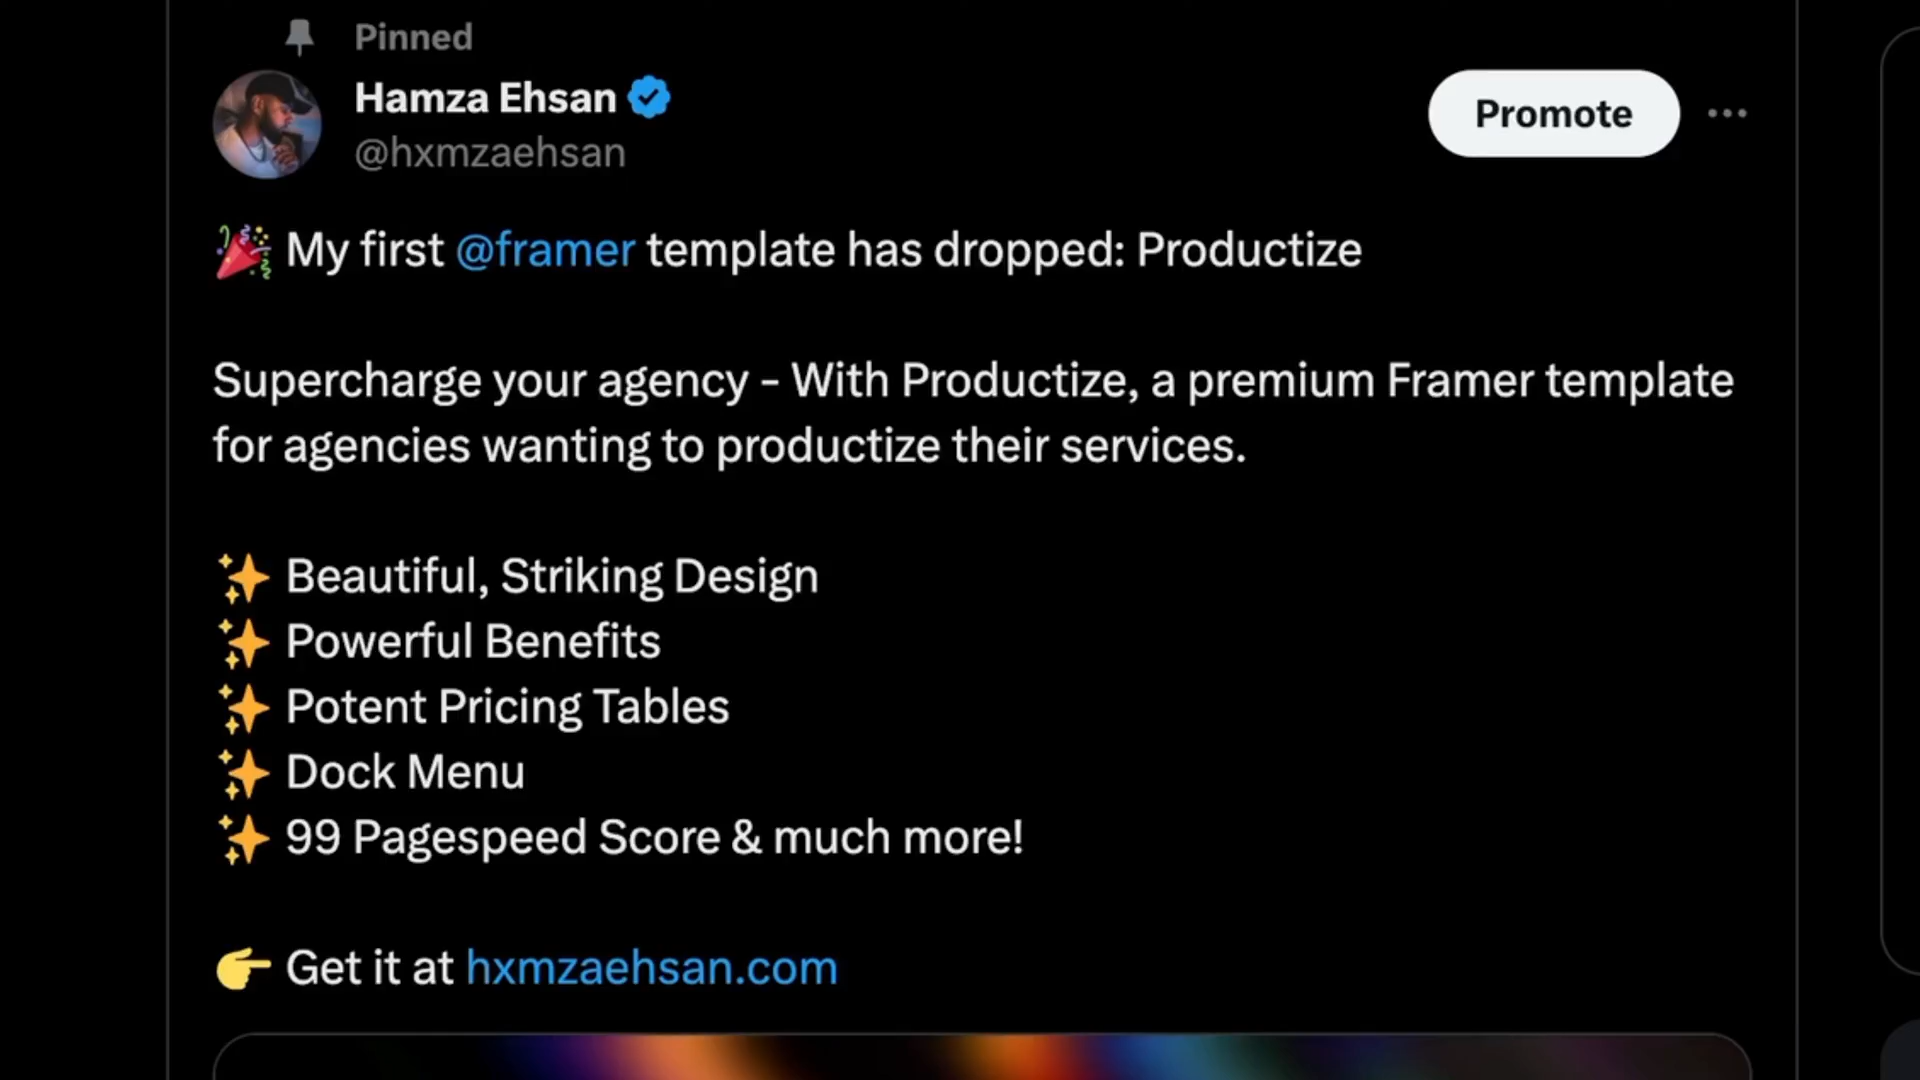 Pinned
Hamza Ehsan
Promote
@hxmzaehsan
🎉 My first @framer template has dropped: Productize
Supercharge your agency - With Productize, a premium Framer template
for agencies wanting to productize their services.
✨ Beautiful, Striking Design
✨ Powerful Benefits
✨ Potent Pricing Tables
✨ Dock Menu
✨ 99 Pagespeed Score & much more!
👉 Get it at hxmzaehsan.com